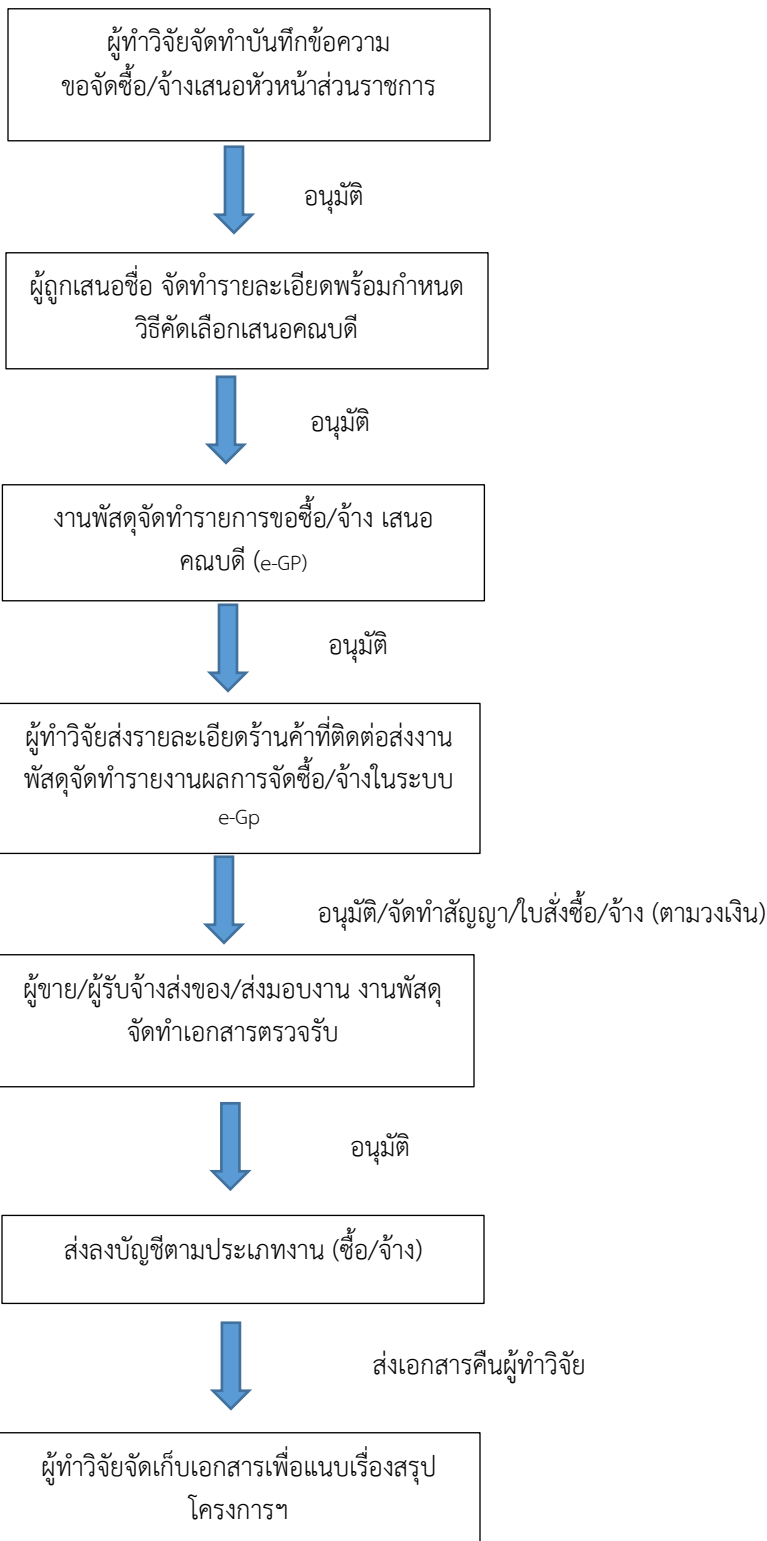 ผู้ทำวิจัยจัดทำบันทึกข้อความ
ขอจัดซื้อ/จ้างเสนอหัวหน้าส่วนราชการ
อนุมัติ
ผู้ถูกเสนอชื่อ จัดทำรายละเอียดพร้อมกำหนด
วิธีคัดเลือกเสนอคณบดี
อนุมัติ
งานพัสดุจัดทำรายการขอซื้อ/จ้าง เสนอ
คณบดี (e-GP)
อนุมัติ
ผู้ทำวิจัยส่งรายละเอียดร้านค้าที่ติดต่อส่งงาน
พัสดุจัดทำรายงานผลการจัดซื้อ/จ้างในระบบ
e-Gp
อนุมัติ/จัดทำสัญญา/ใบสั่งซื้อ/จ้าง (ตามวงเงิน)
ผู้ขาย/ผู้รับจ้างส่งของ/ส่งมอบงาน งานพัสดุ
จัดทำเอกสารตรวจรับ
อนุมัติ
ส่งลงบัญชีตามประเภทงาน (ซื้อ/จ้าง)
ส่งเอกสารคืนผู้ทำวิจัย
ผู้ทำวิจัยจัดเก็บเอกสารเพื่อแนบเรื่องสรุป
โครงการฯ